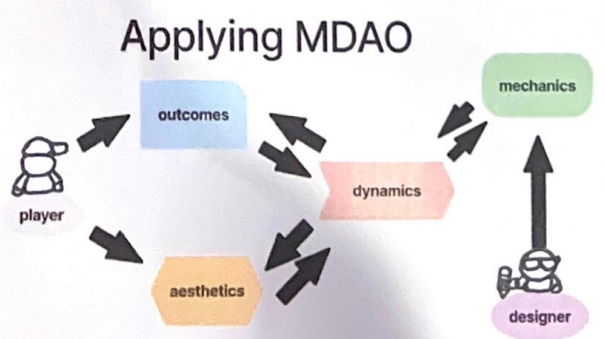 Applying MDAO
mechanics
outcomes
dynamics
player
aesthetics
designer